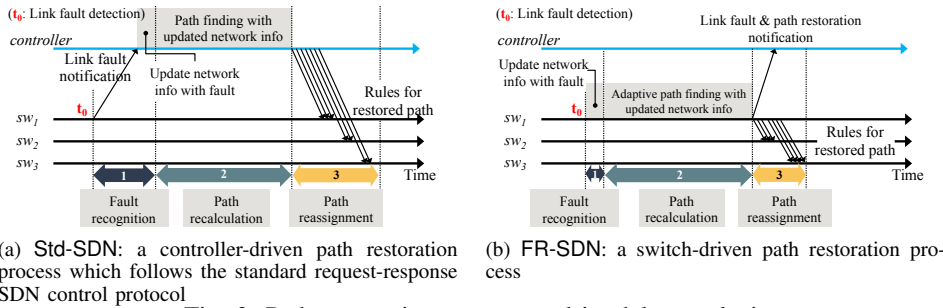 (t0: Link fault detection)
Path finding with
updated network info
controller
Link fault
notification
Update network
info with fault
Rules for
restored path
t0
sw1
sw2
sw3
Time
1
2
3
Fault
recognition
Path
recalculation
Path
reassignment
(a) Std-SDN: a controller-driven path restoration
process which follows the standard request-response
SDN control protocol
(t0: Link fault detection)
Link fault & path restoration
notification
controller
Update network
info with fault
Adaptive path finding with
updated network info
t0
sw1
sw2
sw3
Rules for
restored path
Time
1
2
3
Fault
recognition
Path
recalculation
Path
reassignment
(b) FR-SDN: a switch-driven path restoration pro-
cess